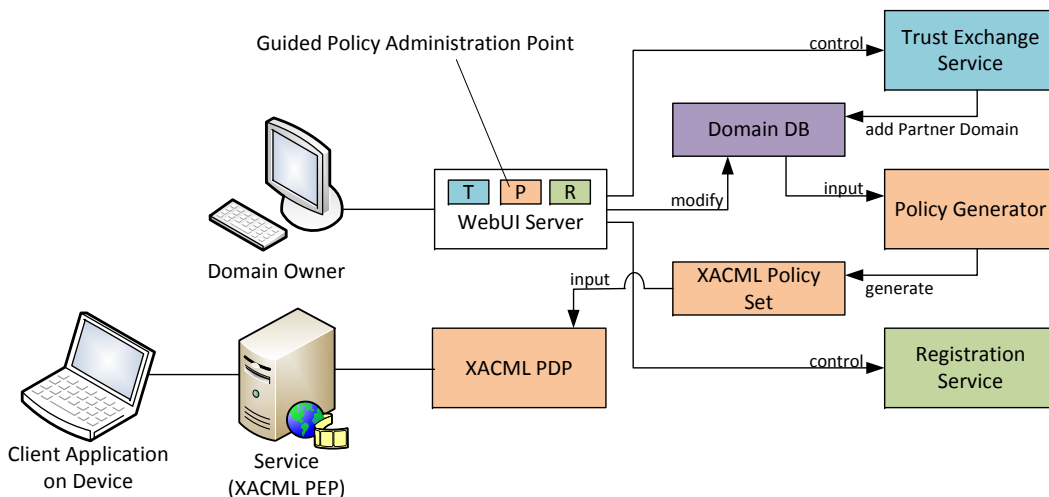 Guided Policy Administration Point
control
Trust Exchange
Service
Domain DB
add Partner Domain
T P R
WebUI Server
modify
input
Policy Generator
Domain Owner
XACML Policy
Set
generate
input
XACML PDP
control
Registration
Service
Client Application
on Device
Service
(XACML PEP)